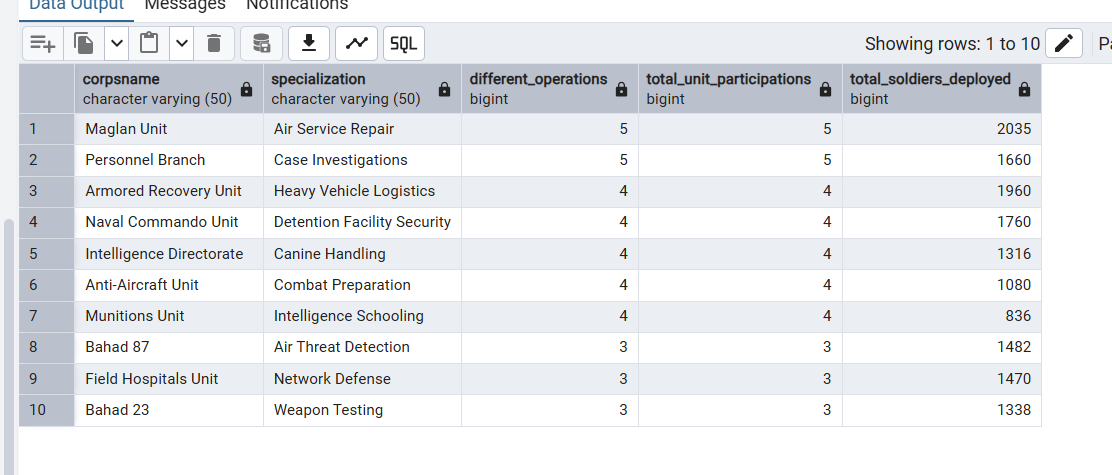 Data Output Messages Notifications
SQL Showing rows: 1 to 10
corpsname specialization different_operations total_unit_participations total_soldiers_deployed
character varying (50) character varying (50) bigint bigint bigint
1 Maglan Unit Air Service Repair 5 5 2035
2 Personnel Branch Case Investigations 5 5 1660
3 Armored Recovery Unit Heavy Vehicle Logistics 4 4 1960
4 Naval Commando Unit Detention Facility Security 4 4 1760
5 Intelligence Directorate Canine Handling 4 4 1316
6 Anti-Aircraft Unit Combat Preparation 4 4 1080
7 Munitions Unit Intelligence Schooling 4 4 836
8 Bahad 87 Air Threat Detection 3 3 1482
9 Field Hospitals Unit Network Defense 3 3 1470
10 Bahad 23 Weapon Testing 3 3 1338